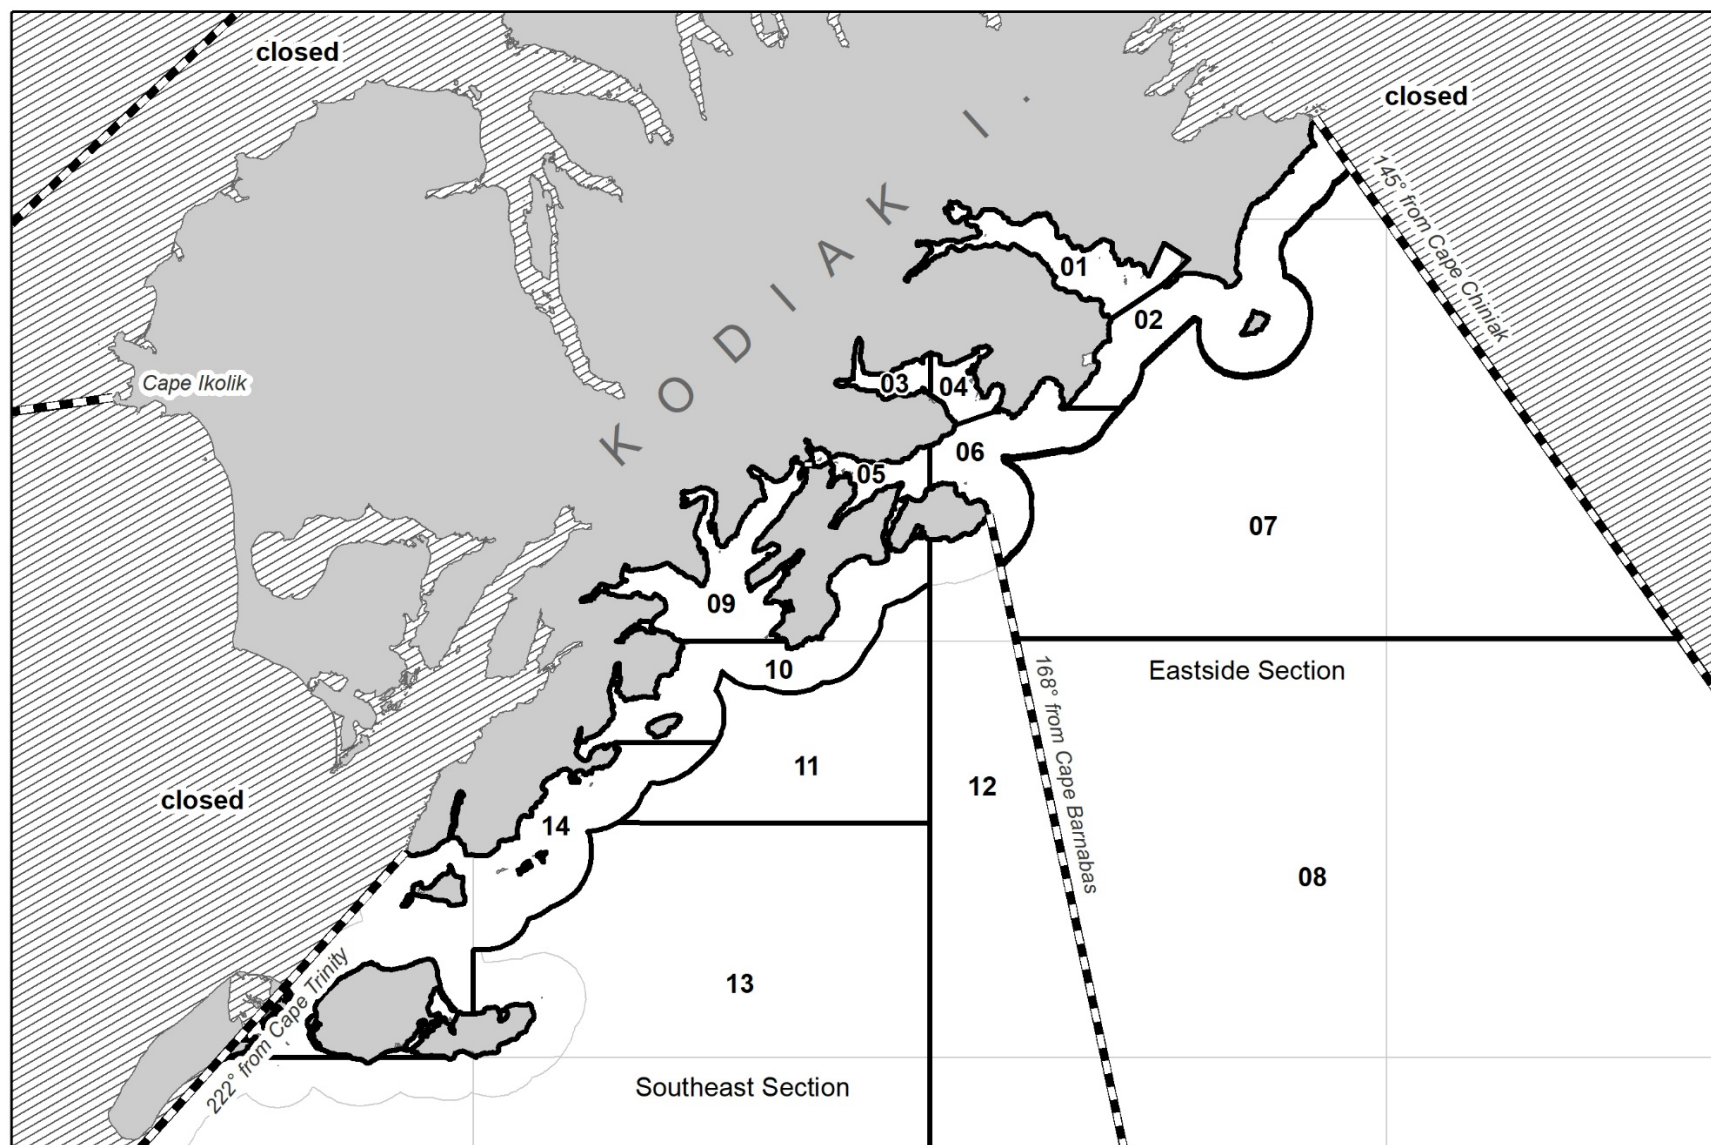 closed
closed
145° from Cape Chiniak
KODIAK I.
01
02
Cape Ikolik
03
04
06
05
07
09
10
Eastside Section
168° from Cape Barnabas
11
12
closed
14
08
13
222° from Cape Trinity
Southeast Section